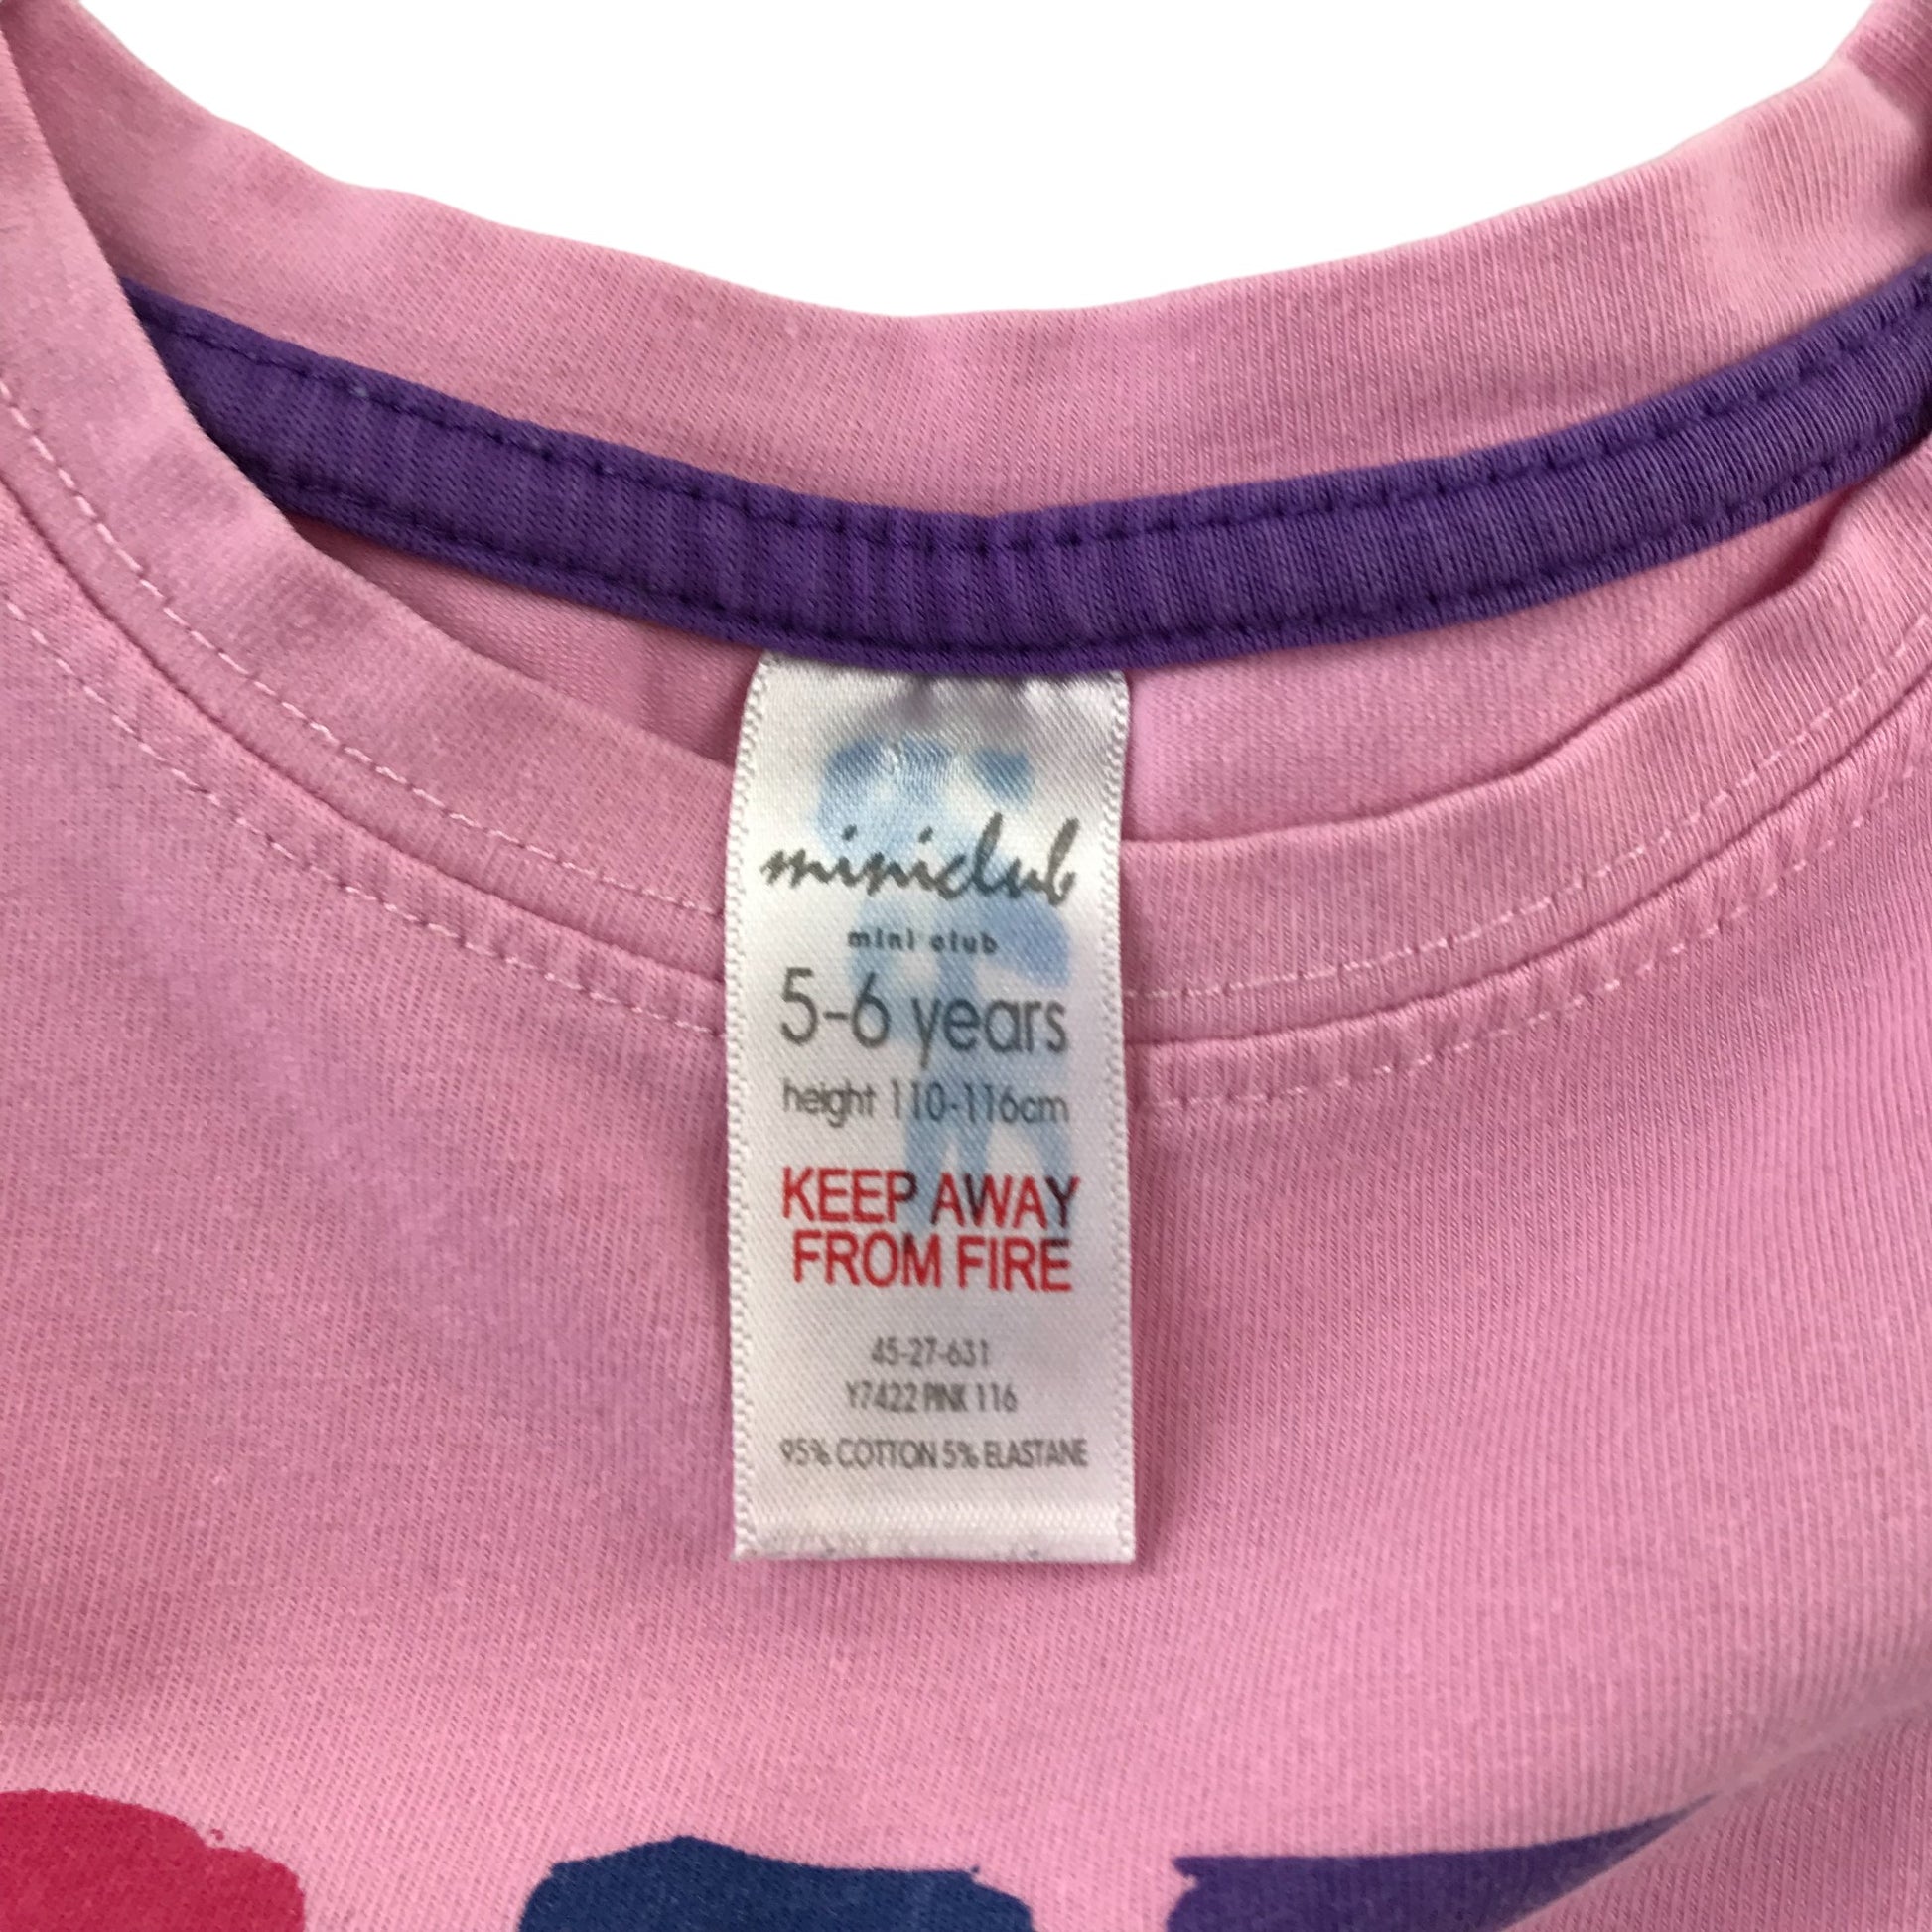 miniclub
mini club
5-6 years
height 110-116cm
KEEP AWAY
FROM FIRE
45-27-631
Y7422 PINK 116
95% COTTON 5% ELASTANE